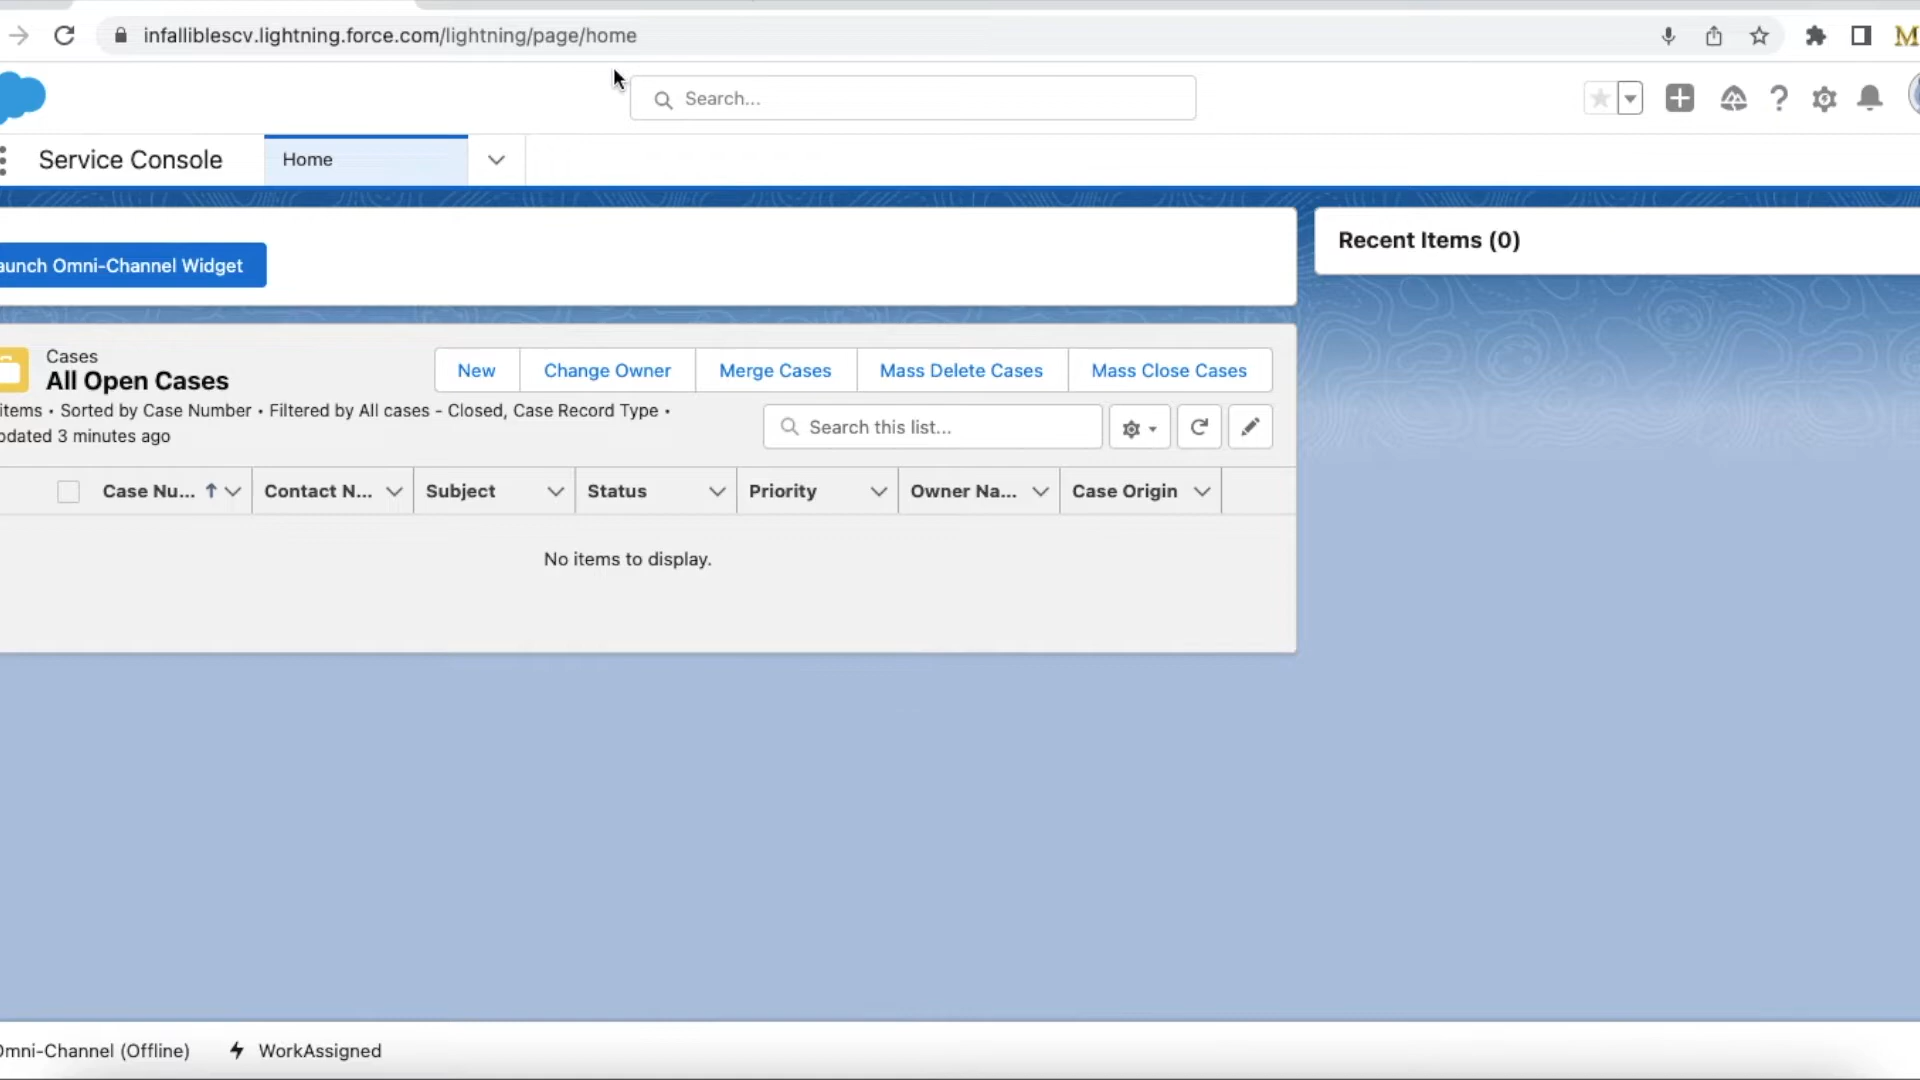 infalliblescv.lightning.force.com/lightning/page/home
M
Search...
Service Console
Home
aunch Omni-Channel Widget
Recent Items (0)
Cases
All Open Cases
New
Change Owner
Merge Cases
Mass Delete Cases
Mass Close Cases
items • Sorted by Case Number • Filtered by All cases - Closed, Case Record Type •
pdated 3 minutes ago
Search this list...
Case Nu...
Contact N...
Subject
Status
Priority
Owner Na...
Case Origin
No items to display.
Omni-Channel (Offline)
WorkAssigned